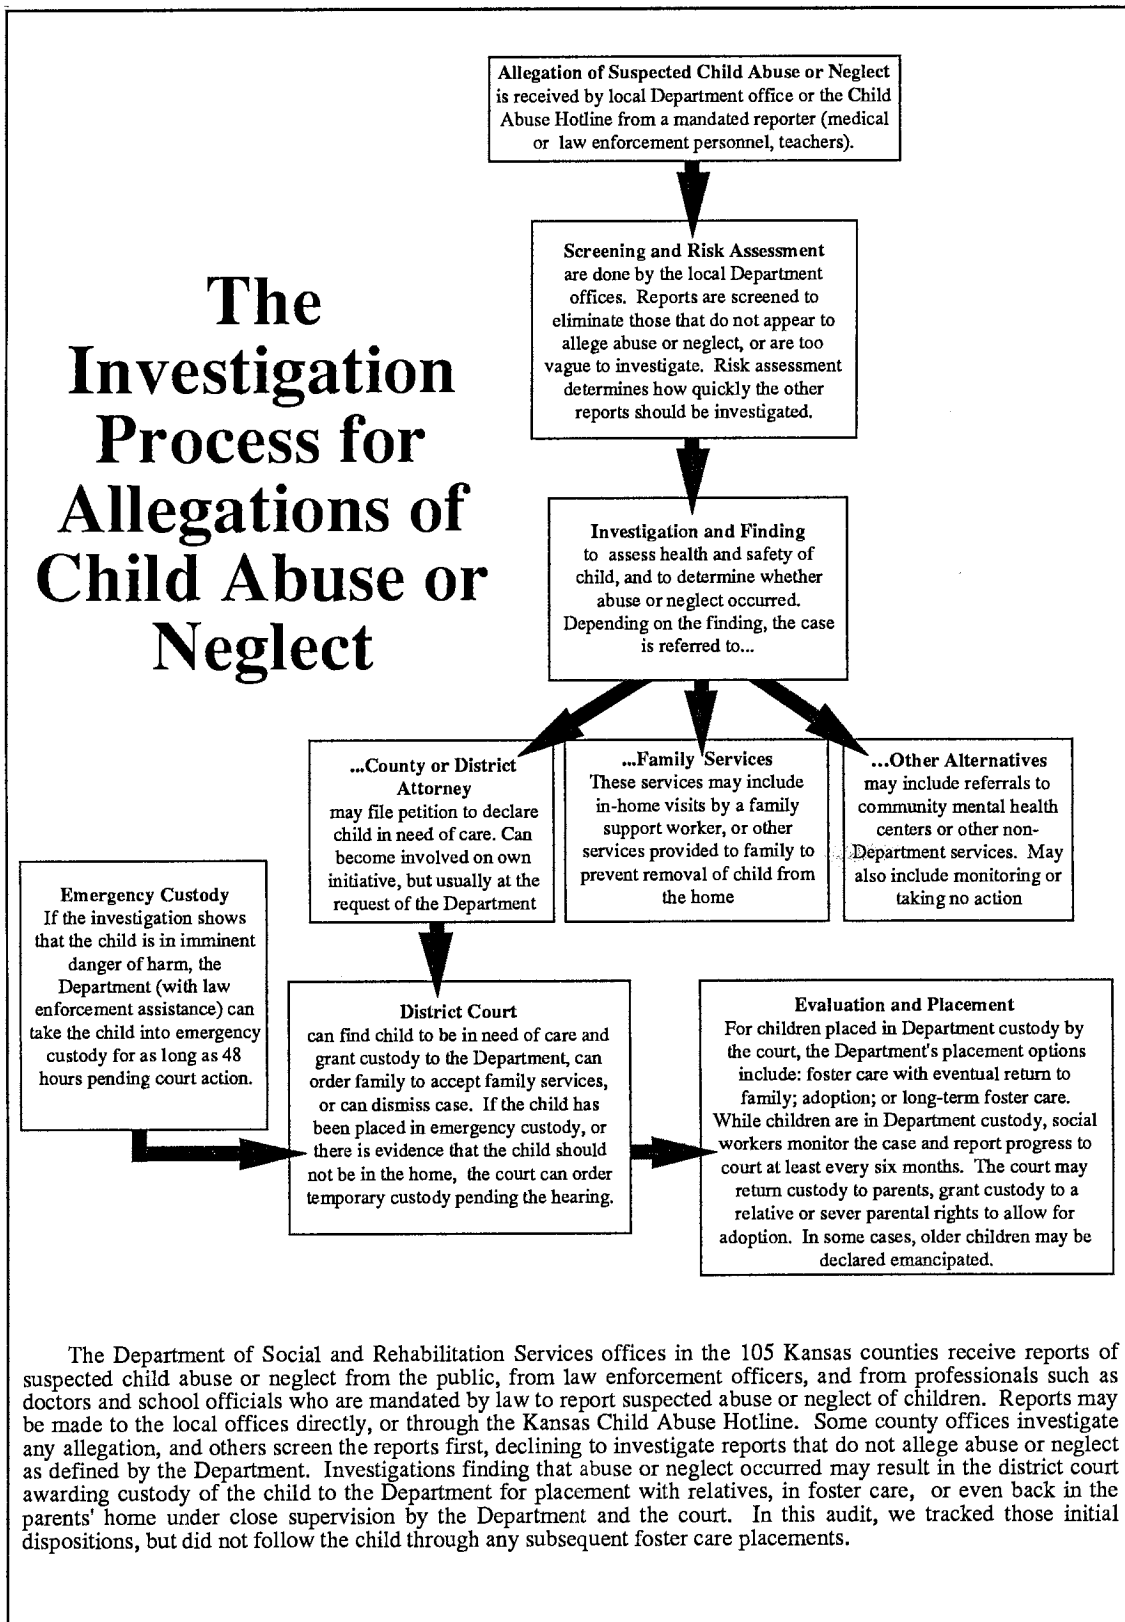 Allegation of Suspected Child Abuse or Neglect
is received by local Department office or the Child
Abuse Hotline from a mandated reporter (medical
or law enforcement personnel, teachers).
The
Investigation
Process for
Allegations of
Child Abuse or
Neglect
Screening and Risk Assessment
are done by the local Department
offices. Reports are screened to
eliminate those that do not appear to
allege abuse or neglect, or are too
vague to investigate. Risk assessment
determines how quickly the other
reports should be investigated.
Investigation and Finding
to assess health and safety of
child, and to determine whether
abuse or neglect occurred.
Depending on the finding, the case
is referred to...
...County or District
Attorney
may file petition to declare
child in need of care. Can
become involved on own
initiative, but usually at the
request of the Department
...Family Services
These services may include
in-home visits by a family
support worker, or other
services provided to family to
prevent removal of child from
the home
...Other Alternatives
may include referrals to
community mental health
centers or other non-
Department services. May
also include monitoring or
taking no action
Emergency Custody
If the investigation shows
that the child is in imminent
danger of harm, the
Department (with law
enforcement assistance) can
take the child into emergency
custody for as long as 48
hours pending court action.
District Court
can find child to be in need of care and
grant custody to the Department, can
order family to accept family services,
or can dismiss case. If the child has
been placed in emergency custody, or
there is evidence that the child should
not be in the home, the court can order
temporary custody pending the hearing.
Evaluation and Placement
For children placed in Department custody by
the court, the Department's placement options
include: foster care with eventual return to
family; adoption; or long-term foster care.
While children are in Department custody, social
workers monitor the case and report progress to
court at least every six months. The court may
return custody to parents, grant custody to a
relative or sever parental rights to allow for
adoption. In some cases, older children may be
declared emancipated.
The Department of Social and Rehabilitation Services offices in the 105 Kansas counties receive reports of
suspected child abuse or neglect from the public, from law enforcement officers, and from professionals such as
doctors and school officials who are mandated by law to report suspected abuse or neglect of children. Reports may
be made to the local offices directly, or through the Kansas Child Abuse Hotline. Some county offices investigate
any allegation, and others screen the reports first, declining to investigate reports that do not allege abuse or neglect
as defined by the Department. Investigations finding that abuse or neglect occurred may result in the district court
awarding custody of the child to the Department for placement with relatives, in foster care, or even back in the
parents' home under close supervision by the Department and the court. In this audit, we tracked those initial
dispositions, but did not follow the child through any subsequent foster care placements.